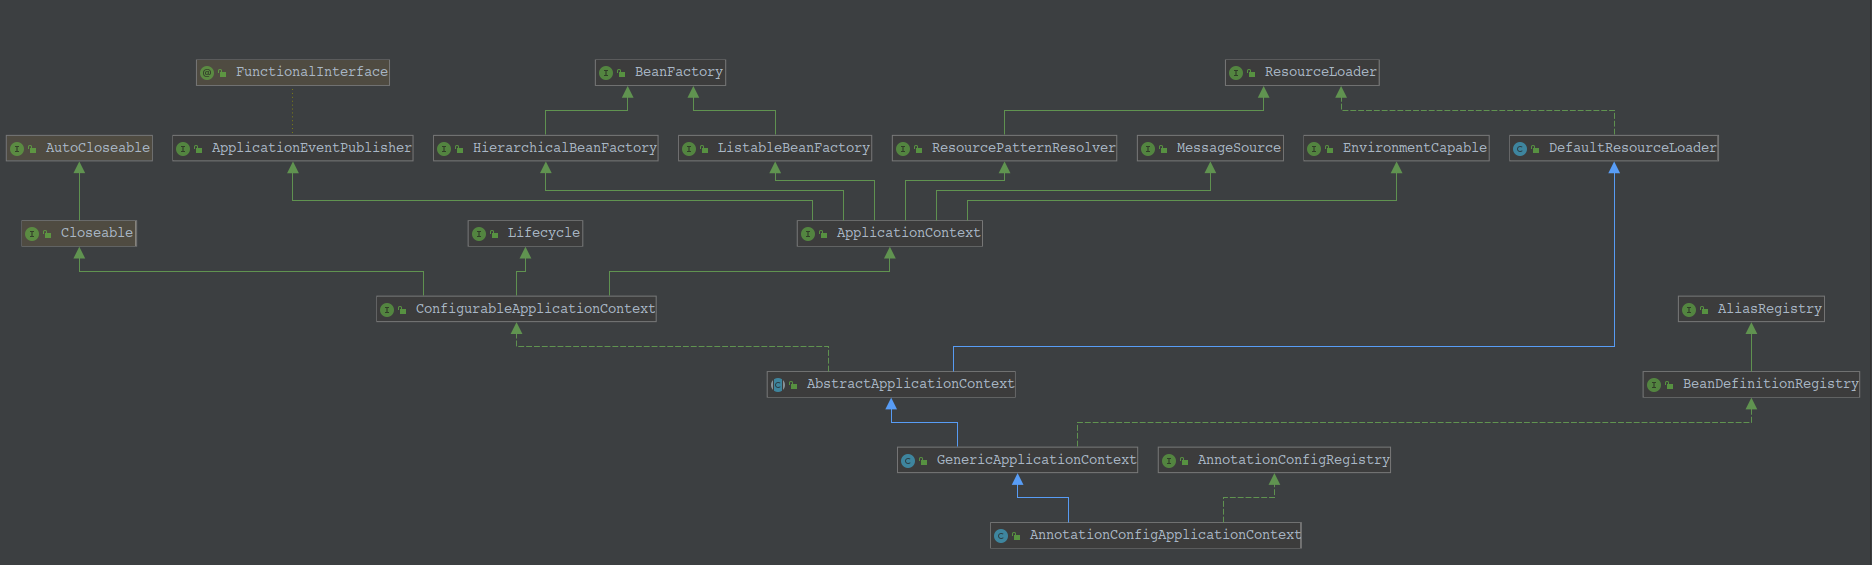 FunctionalInterface
BeanFactory
ResourceLoader
AutoCloseable
ApplicationEventPublisher
HierarchicalBeanFactory
ListableBeanFactory
ResourcePatternResolver
MessageSource
EnvironmentCapable
DefaultResourceLoader
Closeable
Lifecycle
ApplicationContext
ConfigurableApplicationContext
AliasRegistry
AbstractApplicationContext
BeanDefinitionRegistry
GenericApplicationContext
AnnotationConfigRegistry
AnnotationConfigApplicationContext